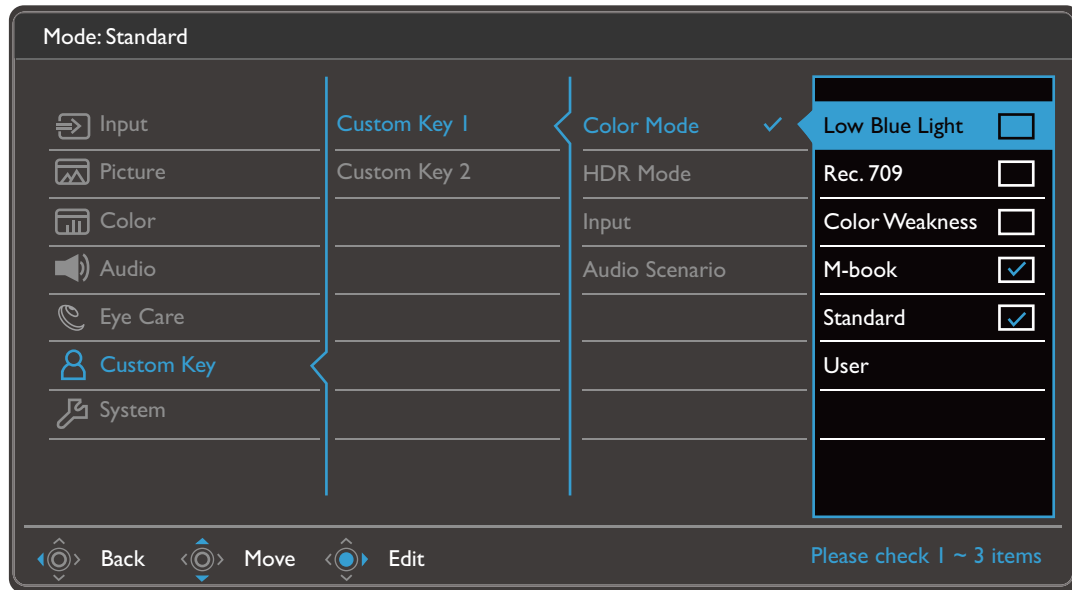 Mode: Standard
Input
Picture
Color
Audio
Eye Care
Custom Key
System
Custom Key 1
Custom Key 2
Color Mode
HDR Mode
Input
Audio Scenario
Low Blue Light
Rec. 709
Color Weakness
M-book
Standard
User
Back Move Edit
Please check 1 ~ 3 items